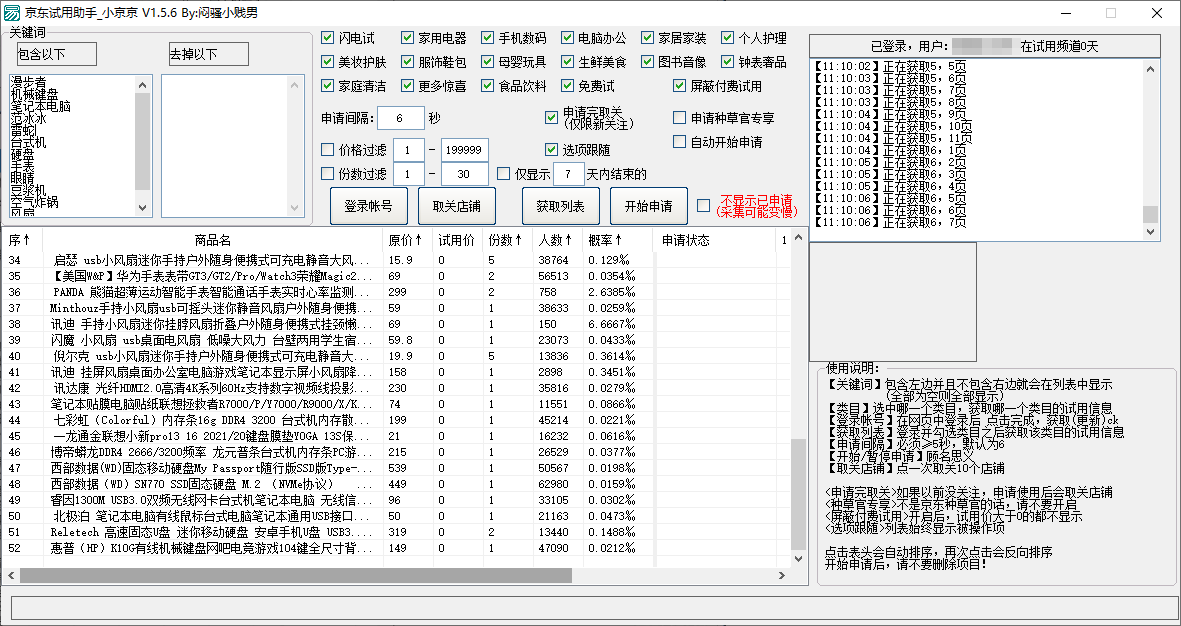 京东试用助手_小京京 V1.5.6 By:闷骚小贱男
关键词
包含以下
去掉以下
漫步者
机械键盘
笔记本电脑
范冰冰
雷蛇
台式机
硬盘
手表
眼睛
豆浆机
空气炸锅
闪电试 家用电器 手机数码 电脑办公 家居家装 个人护理
美妆护肤 服饰鞋包 母婴玩具 生鲜美食 图书音像 钟表奢品
家庭清洁 更多惊喜 食品饮料 免费试 屏蔽付费试用
申请间隔: 6 秒
申请完取关
(仅限新关注)
申请种草官专享
价格过滤 1 - 199999
选项跟随
自动开始申请
份数过滤 1 - 30
仅显示 7 天内结束的
登录帐号
取关店铺
获取列表
开始申请
不显示已申请
(采集可能变慢)
已登录，用户: 在试用频道0天
【11:10:02】正在获取5，5页
【11:10:03】正在获取5，6页
【11:10:03】正在获取5，7页
【11:10:03】正在获取5，8页
【11:10:04】正在获取5，9页
【11:10:04】正在获取5，10页
【11:10:04】正在获取5，11页
【11:10:04】正在获取6，1页
【11:10:05】正在获取6，2页
【11:10:05】正在获取6，3页
【11:10:05】正在获取6，4页
【11:10:06】正在获取6，5页
【11:10:06】正在获取6，6页
【11:10:06】正在获取6，7页
序↑ 商品名 原价↑ 试用价 份数↑ 人数↑ 概率↑ 申请状态 1
34 启瑟 usb小风扇迷你手持户外随身便携式可充电静音大风... 15.9 0 5 38764 0.129‰
35 【美国W&P】华为手表表带GT3/GT2/Pro/Watch3荣耀Magic2... 69 0 2 56513 0.0354‰
36 PANDA 熊猫超薄运动智能手表智能通话手表实时心率监测... 299 0 2 758 2.6385‰
37 Minthouz手持小风扇usb可摇头迷你静音风扇户外随身便携... 59 0 1 38633 0.0259‰
38 讯迪 手持小风扇迷你挂脖风扇折叠户外随身便携式挂颈懒... 69 0 1 150 6.6667‰
39 闪魔 小风扇 usb桌面电风扇 低噪大风力 台壁两用学生宿... 59.8 0 1 23073 0.0433‰
40 倪尔克 usb小风扇迷你手持户外随身便携式可充电静音大... 19.9 0 5 13836 0.3614‰
41 讯迪 挂屏风扇桌面办公室电脑游戏笔记本显示屏小风扇降... 158 0 1 2898 0.3451‰
42 讯达康 光纤HDMI2.0高清4K系列60Hz支持数字视频线投影... 230 0 1 35816 0.0279‰
43 笔记本贴膜电脑贴纸联想拯救者R7000/P/Y7000/R9000/X/K... 74 0 1 11551 0.0866‰
44 七彩虹（Colorful）内存条16g DDR4 3200 台式机内存散... 199 0 1 45214 0.0221‰
45 一龙通金联想小新pro13 16 2021/20键盘膜垫YOGA 13S保... 21 0 1 16232 0.0616‰
46 博帝蟒龙DDR4 2666/3200频率 龙元普条台式机内存条PC游... 215 0 1 26529 0.0377‰
47 西部数据(WD)固态移动硬盘My Passport随行版SSD版Type-... 539 0 1 50567 0.0198‰
48 西部数据（WD）SN770 SSD固态硬盘 M.2 （NVMe协议） 449 0 1 62980 0.0159‰
49 睿因1300M USB3.0双频无线网卡台式机笔记本电脑 无线信... 96 0 1 33105 0.0302‰
50 北极泊 笔记本电脑有线鼠标台式电脑笔记本通用USB接口... 50 0 1 21163 0.0473‰
51 Reletech 高速固态U盘 迷你移动硬盘 安卓手机U盘 USB3.... 319 0 2 13440 0.1488‰
52 惠普（HP）K10G有线机械键盘网吧电竞游戏104键全尺寸背... 149 0 1 47090 0.0212‰
使用说明:
【关键词】包含左边并且不包含右边就会在列表中显示
(全部为空则全部显示)
【类目】选中哪一个类目，获取哪一个类目的试用信息
【登录帐号】在网页中登录后 点击完成，获取(更新)ck
【获取列表】登录并勾选类目之后获取该类目的试用信息
【申请间隔】必须≥5秒，默认为6
【开始/暂停申请】顾名思义
【取关店铺】点一次取关10个店铺
<申请完取关>如果以前没关注，申请使用后会取关店铺
<种草官专享>不是京东种草官的话，请不要开启
<屏蔽付费试用>开启后，试用价大于0的都不显示
<选项跟随>列表始终显示被操作项
点击表头会自动排序，再次点击会反向排序
开始申请后，请不要删除项目！